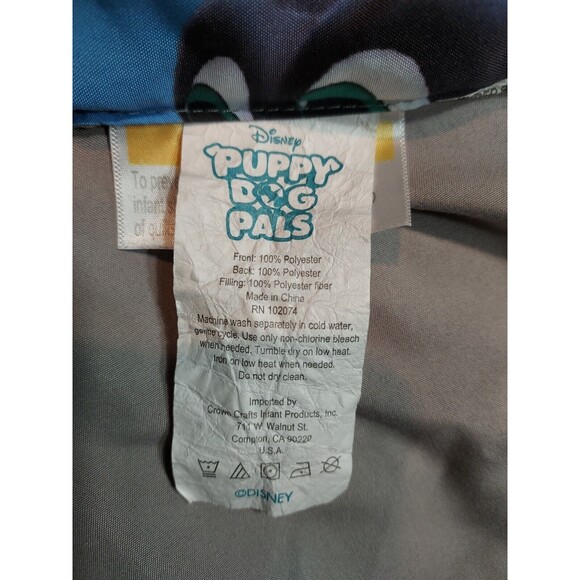 Disney
PUPPY
DOG
PALS
To
infant
of
Front: 100% Polyester
Back: 100% Polyester
Filling: 100% Polyester fiber
Made in China
RN 102074
Machine wash separately in cold water,
gentle cycle. Use only non-chlorine bleach
when needed. Tumble dry on low heat.
Iron on low heat when needed.
Do not dry clean.
Imported by
Crown Crafts Infant Products, Inc.
711 W. Walnut St.
Compton, CA 90220
U.S.A.
©DISNEY